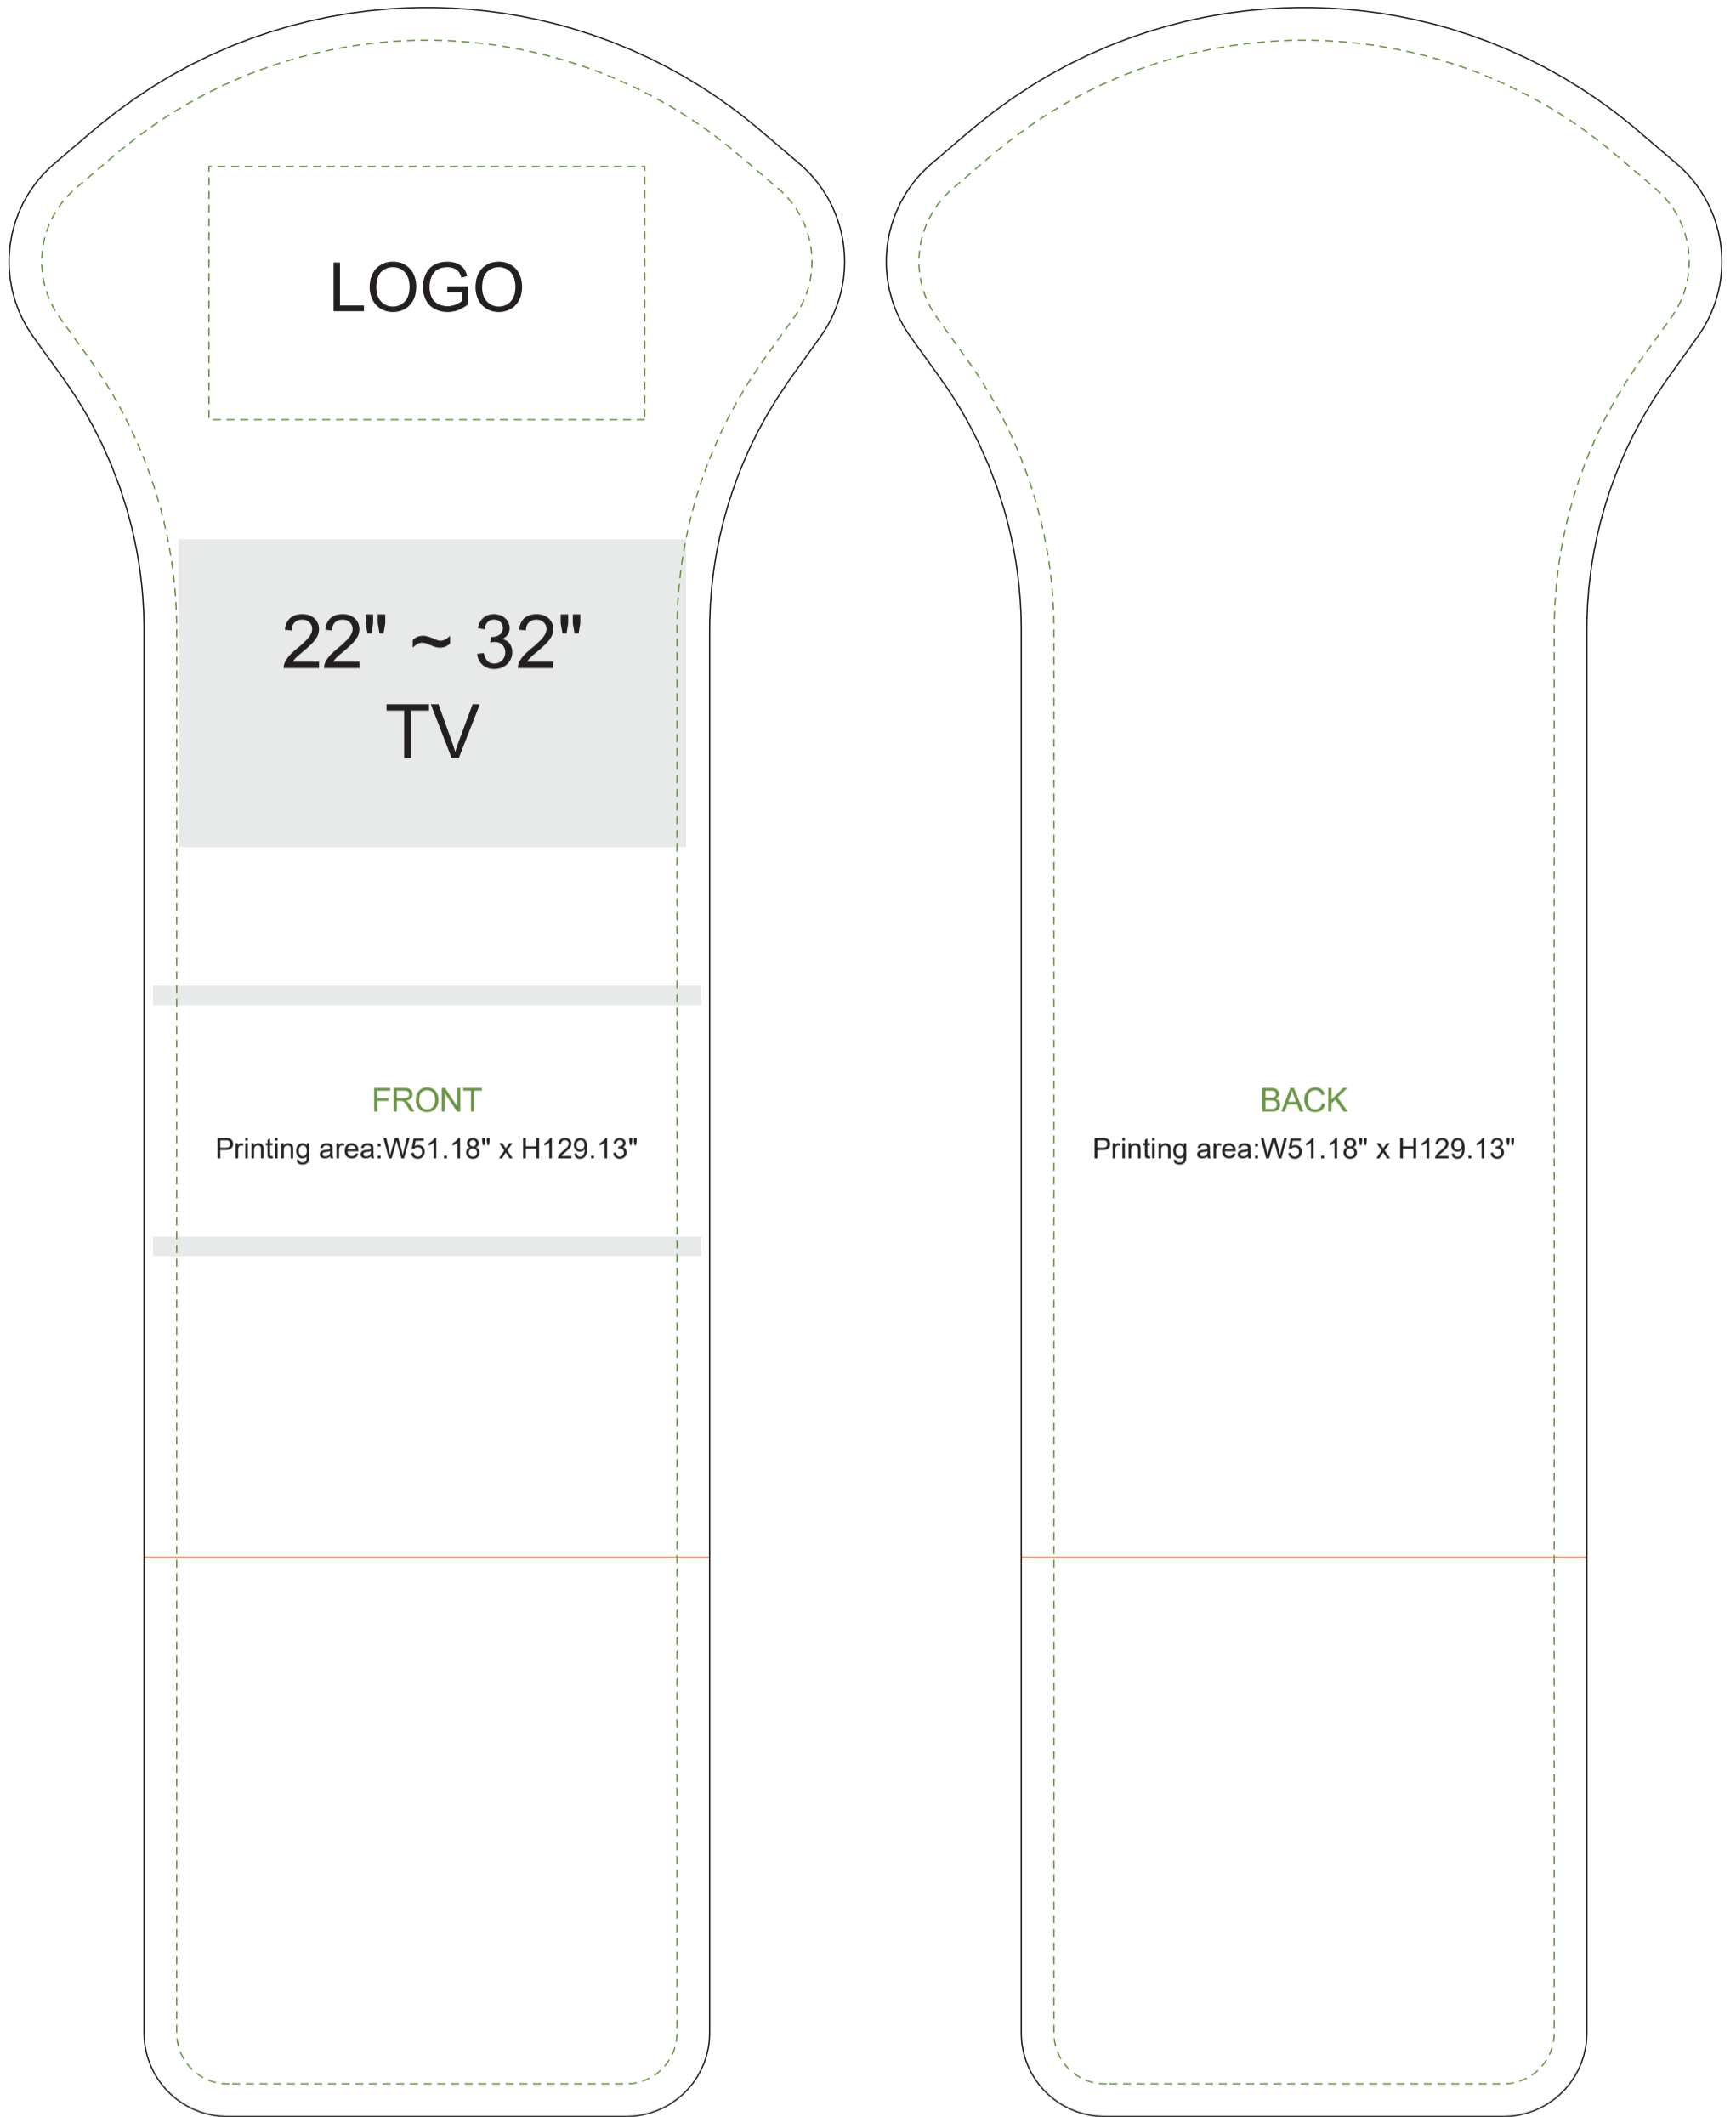 LOGO
22" ~ 32"
TV
FRONT
Printing area:W51.18" x H129.13"
BACK
Printing area:W51.18" x H129.13"